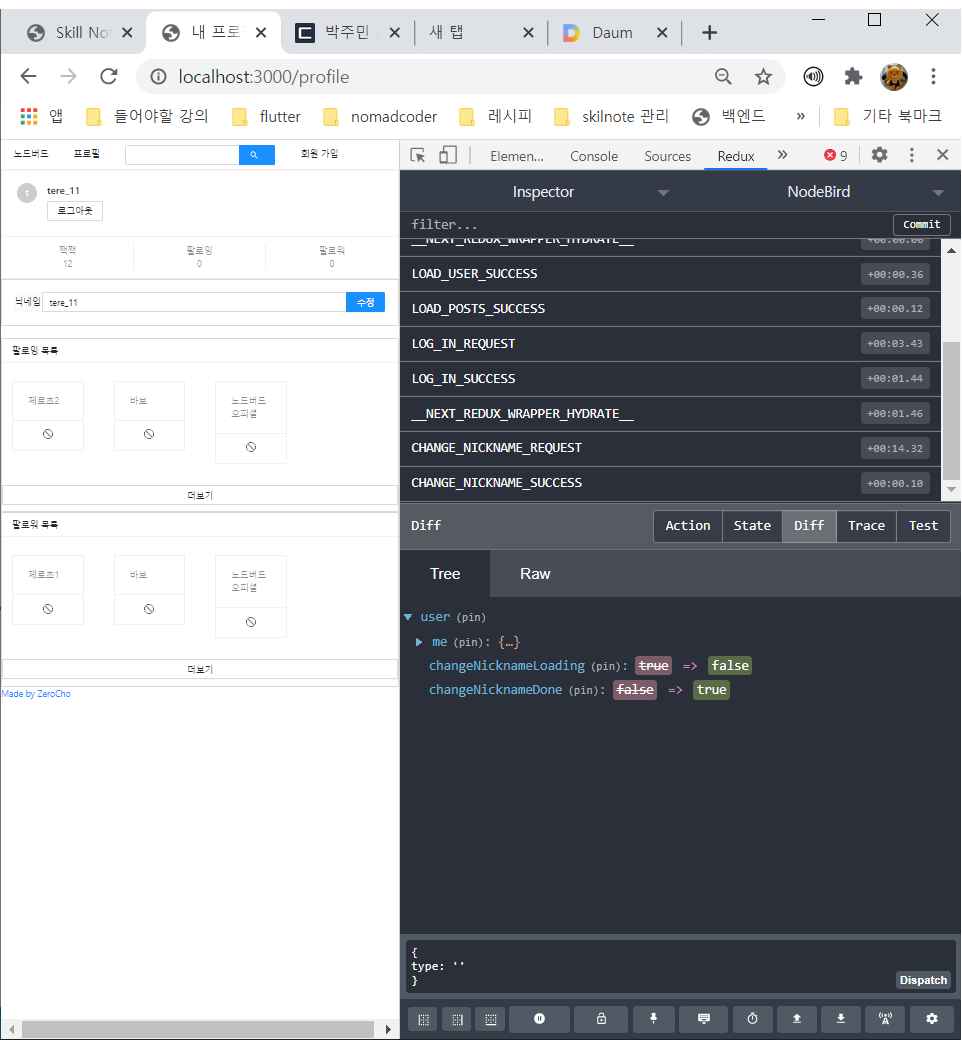 Skill No
내 프로
박주민
새 탭
Daum
localhost:3000/profile
앱
들어야할 강의
flutter
nomadcoder
레시피
skilnote 관리
백엔드
»
기타 북마크
노드버드 프로필 회원 가입
t
tere_11
로그아웃
짹짹 팔로잉 팔로워
12 0 0
닉네임 tere_11 수정
팔로잉 목록
제로초2 바보 노드버드
오피셜
더보기
팔로워 목록
제로초1 바보 노드버드
오피셜
더보기
Made by ZeroCho
Elemen... Console Sources Redux » 9
Inspector NodeBird
filter... Commit
__NEXT_REDUX_WRAPPER_HYDRATE__ +00:00.00
LOAD_USER_SUCCESS +00:00.36
LOAD_POSTS_SUCCESS +00:00.12
LOG_IN_REQUEST +00:03.43
LOG_IN_SUCCESS +00:01.44
__NEXT_REDUX_WRAPPER_HYDRATE__ +00:01.46
CHANGE_NICKNAME_REQUEST +00:14.32
CHANGE_NICKNAME_SUCCESS +00:00.10
Diff Action State Diff Trace Test
Tree Raw
user (pin)
me (pin): {…}
changeNicknameLoading (pin): true => false
changeNicknameDone (pin): false => true
{
type: ''
}
Dispatch